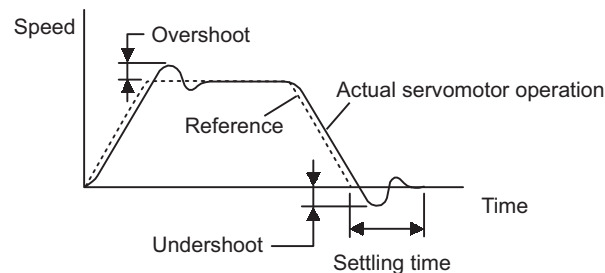 Speed
Overshoot
Actual servomotor operation
Reference
Time
Undershoot
Settling time